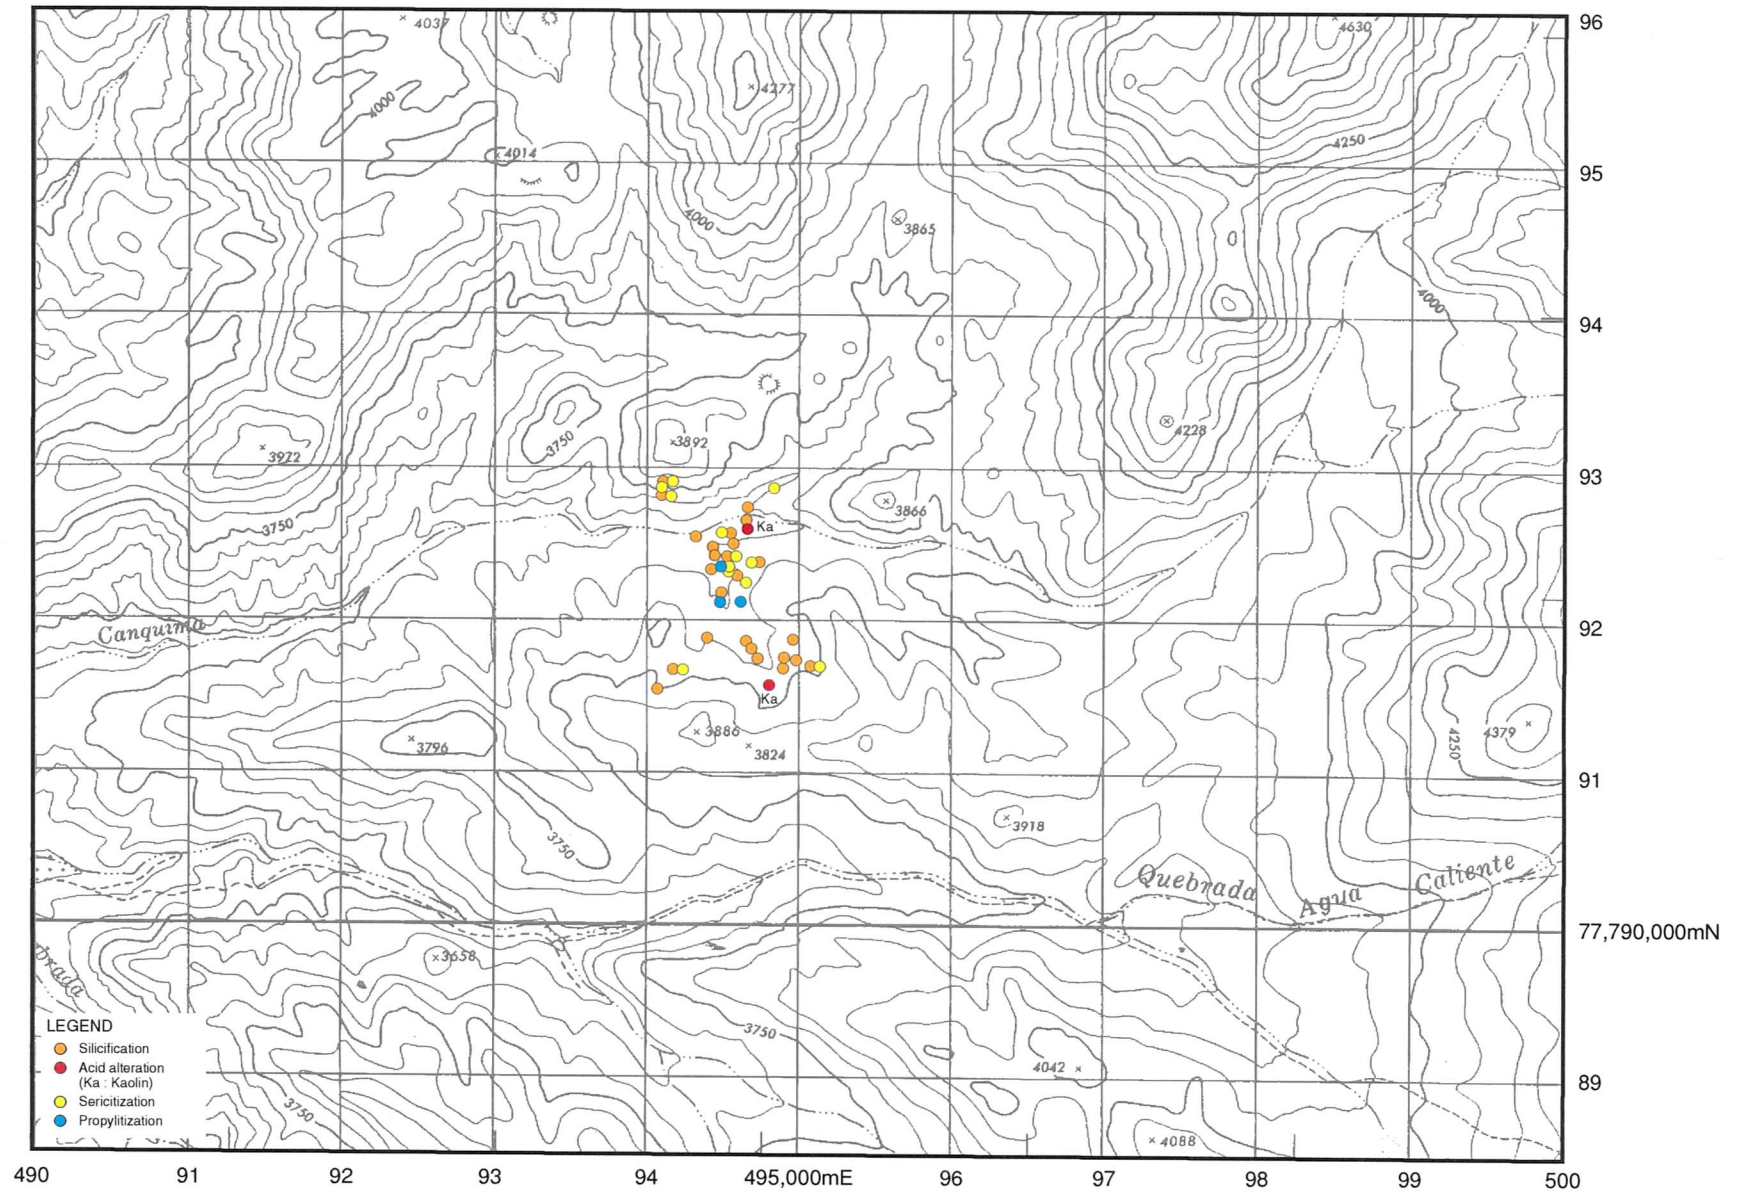 96
4037
4630
4277
4000
4250
4014
95
4000
3865
4000
94
4228
3892
3750
3922
93
3866
3750
Ka
Canquima
92
Ka
3886
4379
4250
3796
3824
91
3918
3750
Quebrada Agua Caliente
77,790,000mN
3658
brada
3750
4042
89
3750
4088
LEGEND
Silicification
Acid alteration
(Ka : Kaolin)
Sericitization
Propylitization
490 91 92 93 94 495,000mE 96 97 98 99 500